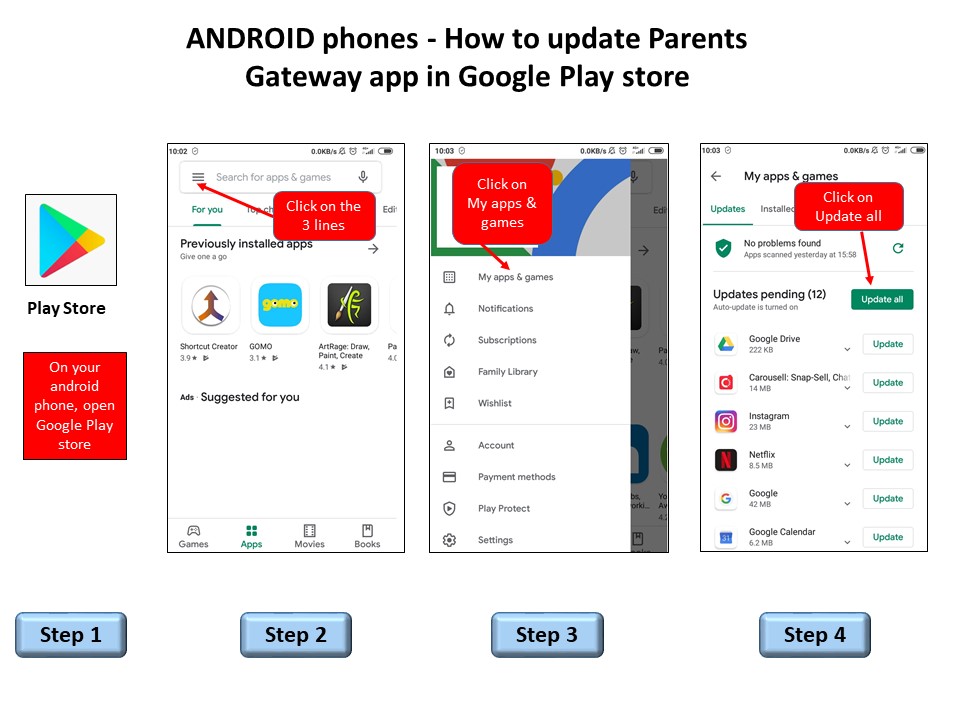 ANDROID phones - How to update Parents
Gateway app in Google Play store
Play Store
On your
android
phone, open
Google Play
store
10:02
0.0KB/s
Search for apps & games
For you
Top ch
Edi
Click on the
3 lines
Previously installed apps
Give one a go
gomo
Shortcut Creator
3.9★
GOMO
3.1★
ArtRage: Draw,
Paint, Create
4.1★
Pa
4.0
Ads · Suggested for you
Games
Apps
Movies
Books
10:03
0.0KB/s
Edi
Click on
My apps &
games
My apps & games
Notifications
Subscriptions
Family Library
Wishlist
Account
Payment methods
Play Protect
Settings
10:03
0.0KB/s
My apps & games
Updates
Installed
Click on
Update all
No problems found
Apps scanned yesterday at 15:58
Updates pending (12)
Auto-update is turned on
Update all
Google Drive
222 KB
Update
Carousell: Snap-Sell, Chat
14 MB
Update
Instagram
23 MB
Update
Netflix
8.5 MB
Update
Google
42 MB
Update
Google Calendar
6.2 MB
Update
Step 1
Step 2
Step 3
Step 4